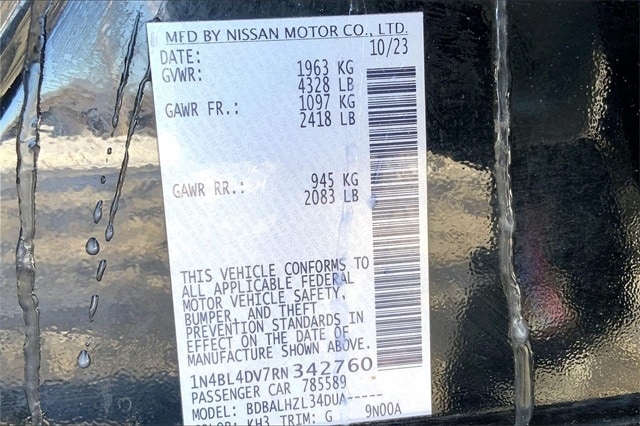 MFD BY NISSAN MOTOR CO., LTD.
DATE: 10/23
GVWR: 1963 KG
4328 LB
GAWR FR.: 1097 KG
2418 LB
GAWR RR.: 945 KG
2083 LB
THIS VEHICLE CONFORMS TO
ALL APPLICABLE FEDERAL
MOTOR VEHICLE SAFETY,
BUMPER, AND THEFT
PREVENTION STANDARDS IN
EFFECT ON THE DATE OF
MANUFACTURE SHOWN ABOVE.
1N4BL4DV7RN342760
PASSENGER CAR 785589
MODEL: BDBALHZL34DUA-----
COLOR: KH3 TRIM: G 9N00A